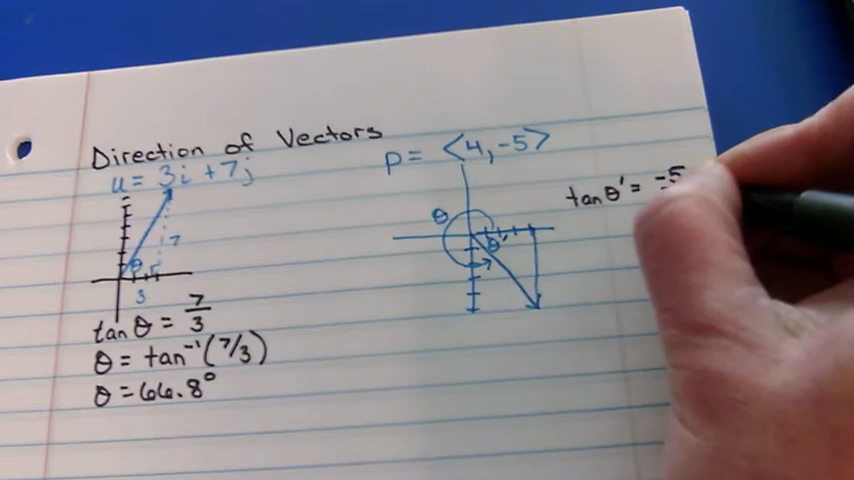 Direction of Vectors
u = 3i + 7j
7
θ
3
tan θ = 7/3
θ = tan⁻¹(7/3)
θ = 66.8°
p = <4, -5>
θ
θ'
tan θ' = -5